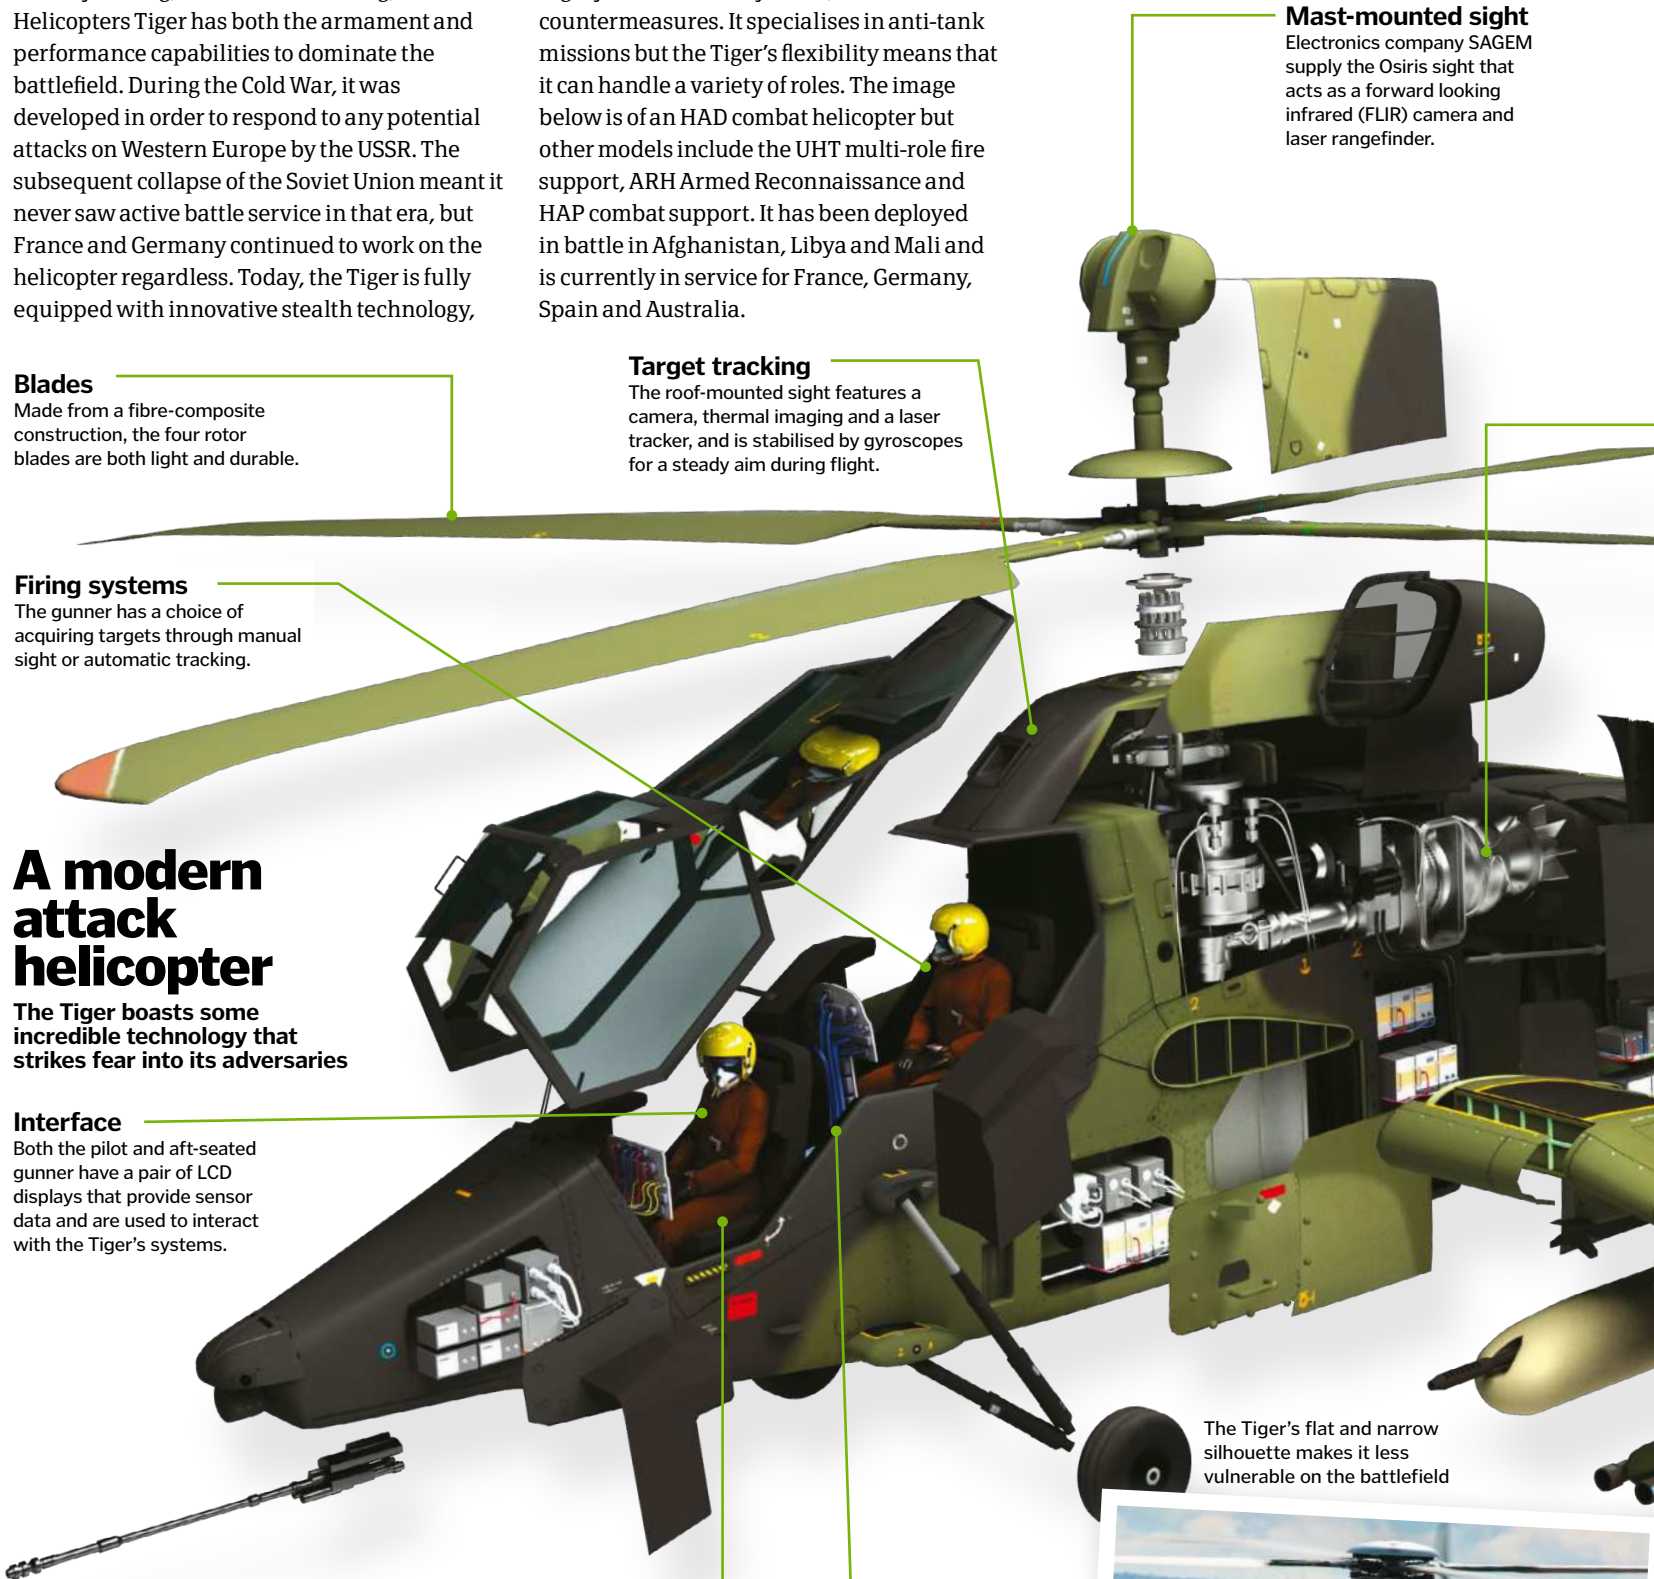 Helicopters Tiger has both the armament and
performance capabilities to dominate the
battlefield. During the Cold War, it was
developed in order to respond to any potential
attacks on Western Europe by the USSR. The
subsequent collapse of the Soviet Union meant it
never saw active battle service in that era, but
France and Germany continued to work on the
helicopter regardless. Today, the Tiger is fully
equipped with innovative stealth technology,
countermeasures. It specialises in anti-tank
missions but the Tiger's flexibility means that
it can handle a variety of roles. The image
below is of an HAD combat helicopter but
other models include the UHT multi-role fire
support, ARH Armed Reconnaissance and
HAP combat support. It has been deployed
in battle in Afghanistan, Libya and Mali and
is currently in service for France, Germany,
Spain and Australia.
Mast-mounted sight
Electronics company SAGEM
supply the Osiris sight that
acts as a forward looking
infrared (FLIR) camera and
laser rangefinder.
Blades
Made from a fibre-composite
construction, the four rotor
blades are both light and durable.
Target tracking
The roof-mounted sight features a
camera, thermal imaging and a laser
tracker, and is stabilised by gyroscopes
for a steady aim during flight.
Firing systems
The gunner has a choice of
acquiring targets through manual
sight or automatic tracking.
A modern
attack
helicopter
The Tiger boasts some
incredible technology that
strikes fear into its adversaries
Interface
Both the pilot and aft-seated
gunner have a pair of LCD
displays that provide sensor
data and are used to interact
with the Tiger's systems.
2
2
The Tiger's flat and narrow
silhouette makes it less
vulnerable on the battlefield